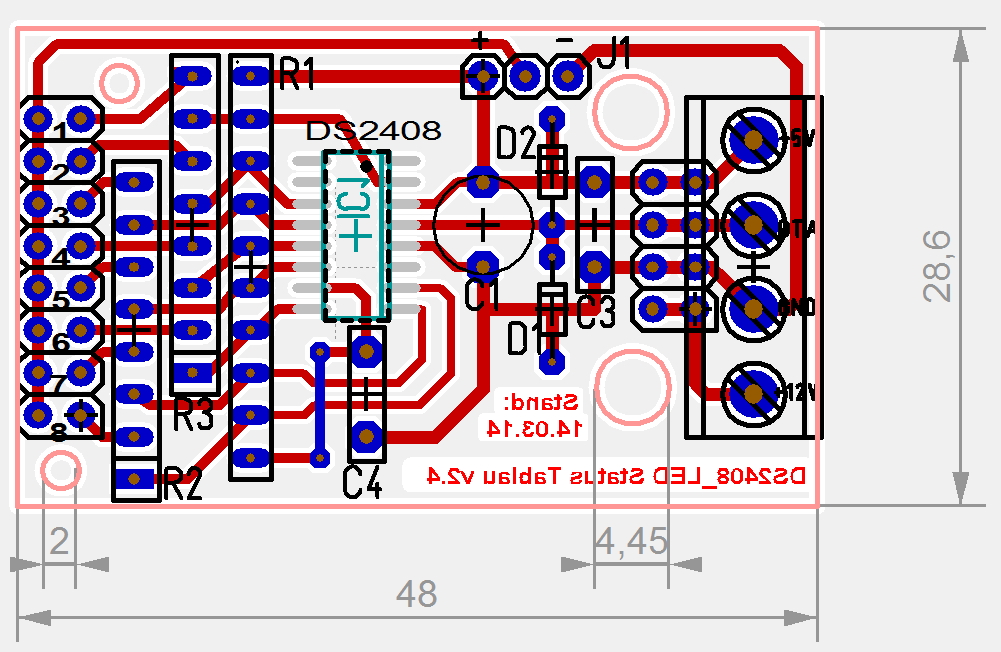 + - J1
R1
DS2408
D2
+5V
1
2
3
IC1
DTA
28,6
4
5
C1
C3
GND
6
D1
7
+12V
R3
Stand:
14.03.14
8
R2
C4
DS2408_LED Status Tablau v2.4
2
4,45
48